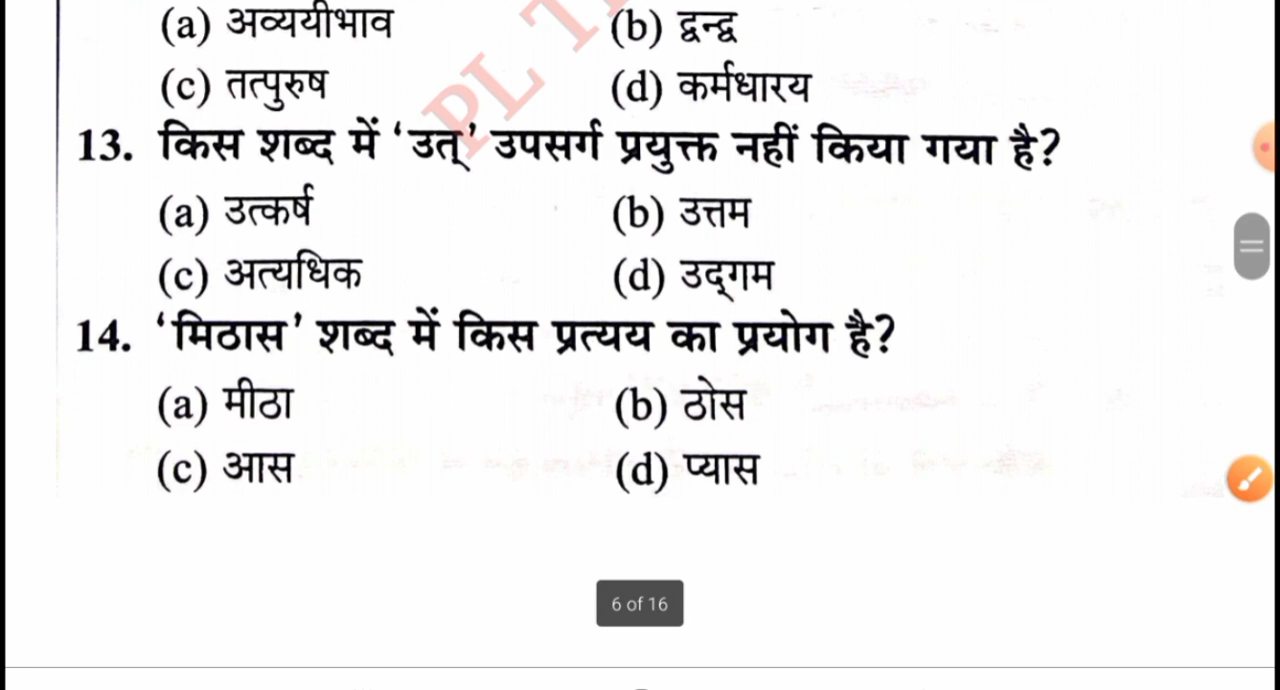 (a) अव्ययीभाव (b) द्वन्द्व
(c) तत्पुरुष (d) कर्मधारय
PL
13. किस शब्द में ‘उत्’ उपसर्ग प्रयुक्त नहीं किया गया है?
(a) उत्कर्ष (b) उत्तम
(c) अत्यधिक (d) उद्‌गम
14. ‘मिठास’ शब्द में किस प्रत्यय का प्रयोग है?
(a) मीठा (b) ठोस
(c) आस (d) प्यास
6 of 16